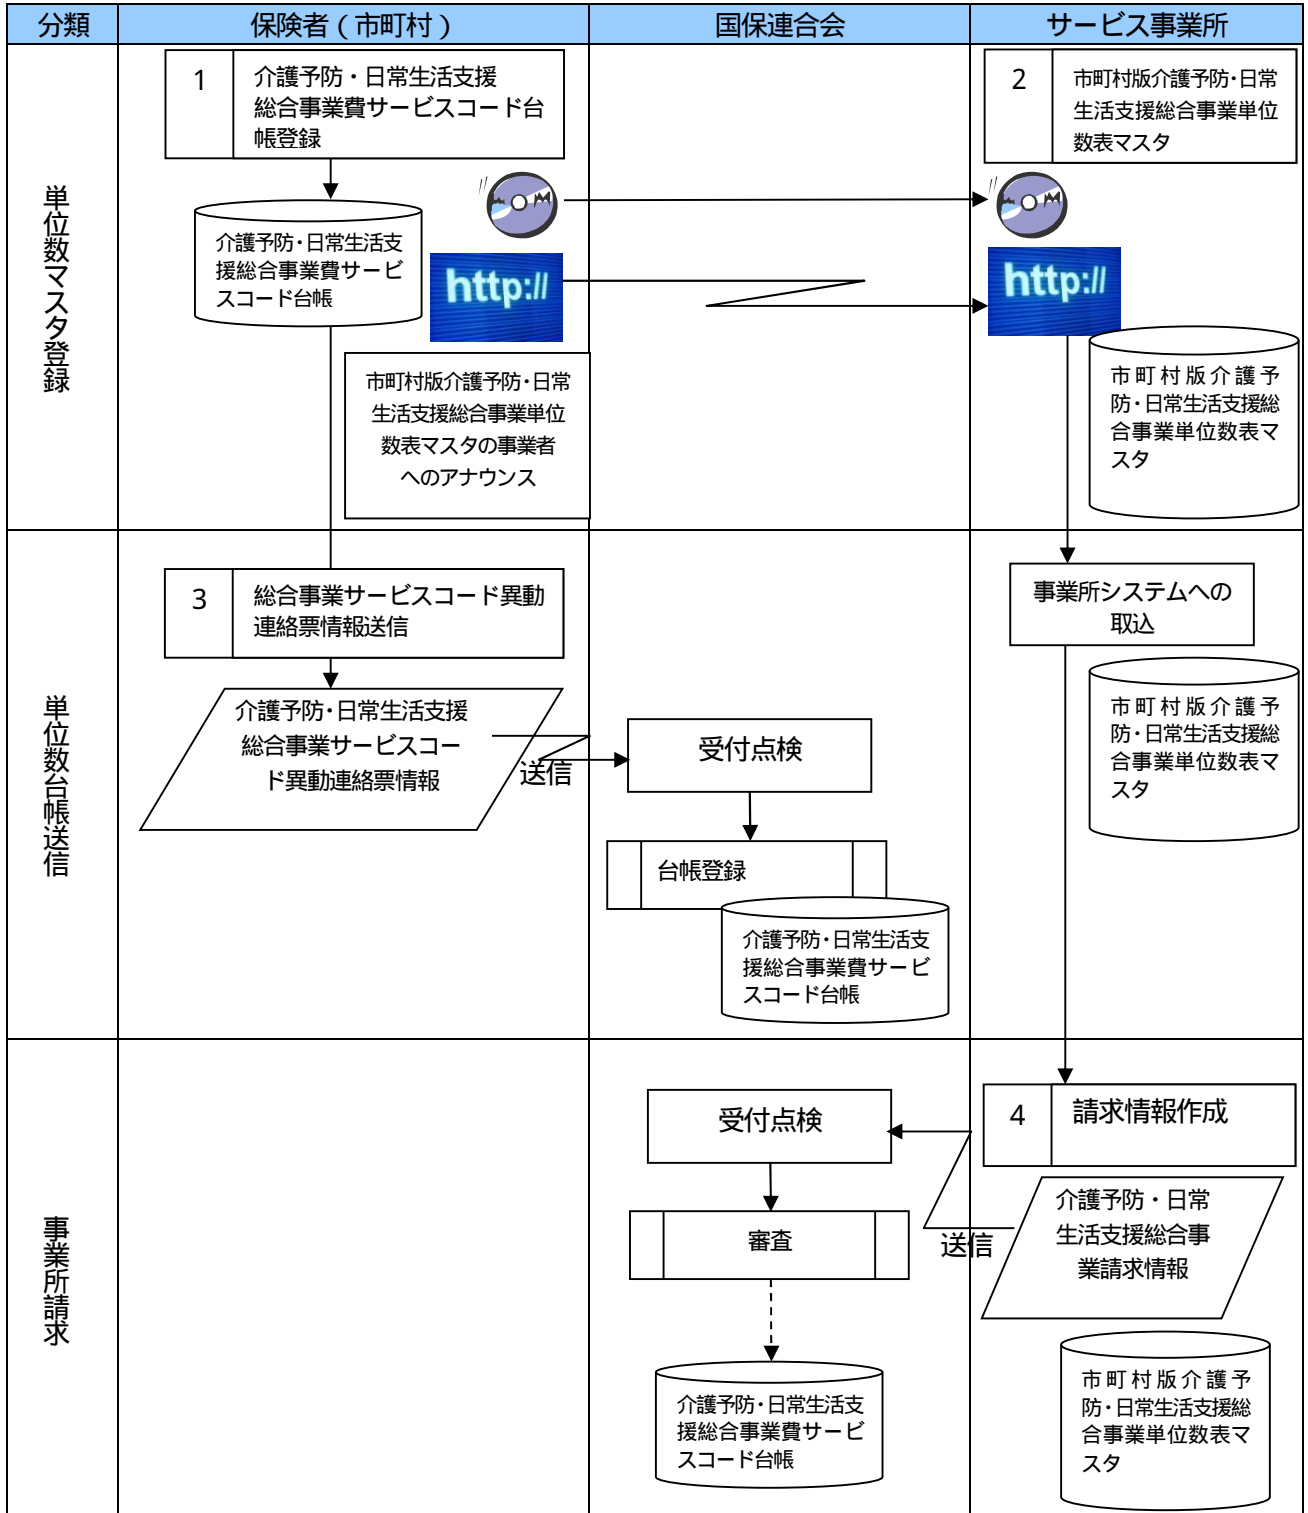 分類
保険者（市町村）
国保連合会
サービス事業所
単位数マスタ登録
1
介護予防・日常生活支援
総合事業費サービスコード台
帳登録
2
市町村版介護予防・日常
生活支援総合事業単位
数表マスタ
介護予防・日常生活支
援総合事業費サービ
スコード台帳
http://
http://
市町村版介護予防・日常
生活支援総合事業単位
数表マスタの事業者
へのアナウンス
市町村版介護予
防・日常生活支援総
合事業単位数表マ
スタ
単位数台帳送信
3
総合事業サービスコード異動
連絡票情報送信
事業所システムへの
取込
介護予防・日常生活支援
総合事業サービスコー
ド異動連絡票情報
送信
受付点検
市町村版介護予
防・日常生活支援総
合事業単位数表マ
スタ
台帳登録
介護予防・日常生活支
援総合事業費サービ
スコード台帳
事業所請求
受付点検
4
請求情報作成
審査
送信
介護予防・日常
生活支援総合事
業請求情報
介護予防・日常生活支
援総合事業費サービ
スコード台帳
市町村版介護予
防・日常生活支援総
合事業単位数表マ
スタ